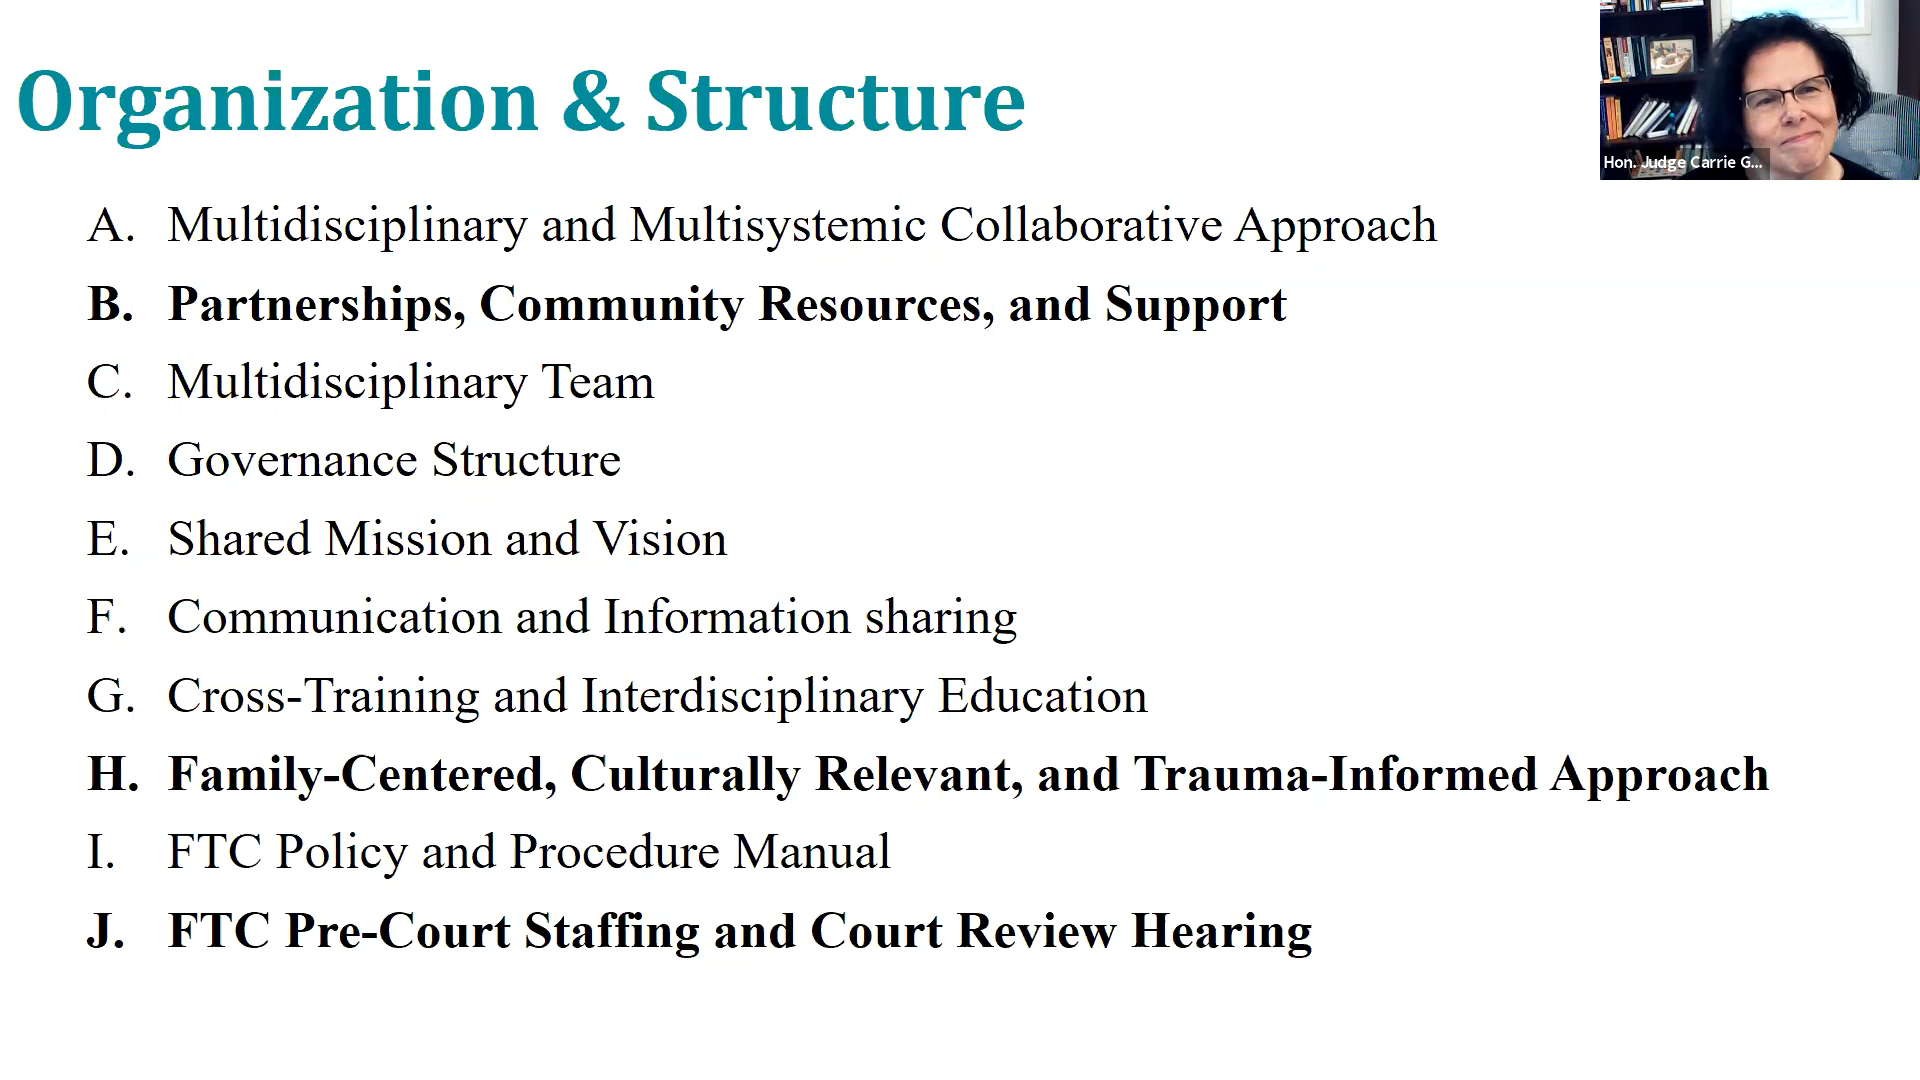 Organization & Structure
Hon. Judge Carrie G...
A. Multidisciplinary and Multisystemic Collaborative Approach
B. Partnerships, Community Resources, and Support
C. Multidisciplinary Team
D. Governance Structure
E. Shared Mission and Vision
F. Communication and Information sharing
G. Cross-Training and Interdisciplinary Education
H. Family-Centered, Culturally Relevant, and Trauma-Informed Approach
I. FTC Policy and Procedure Manual
J. FTC Pre-Court Staffing and Court Review Hearing